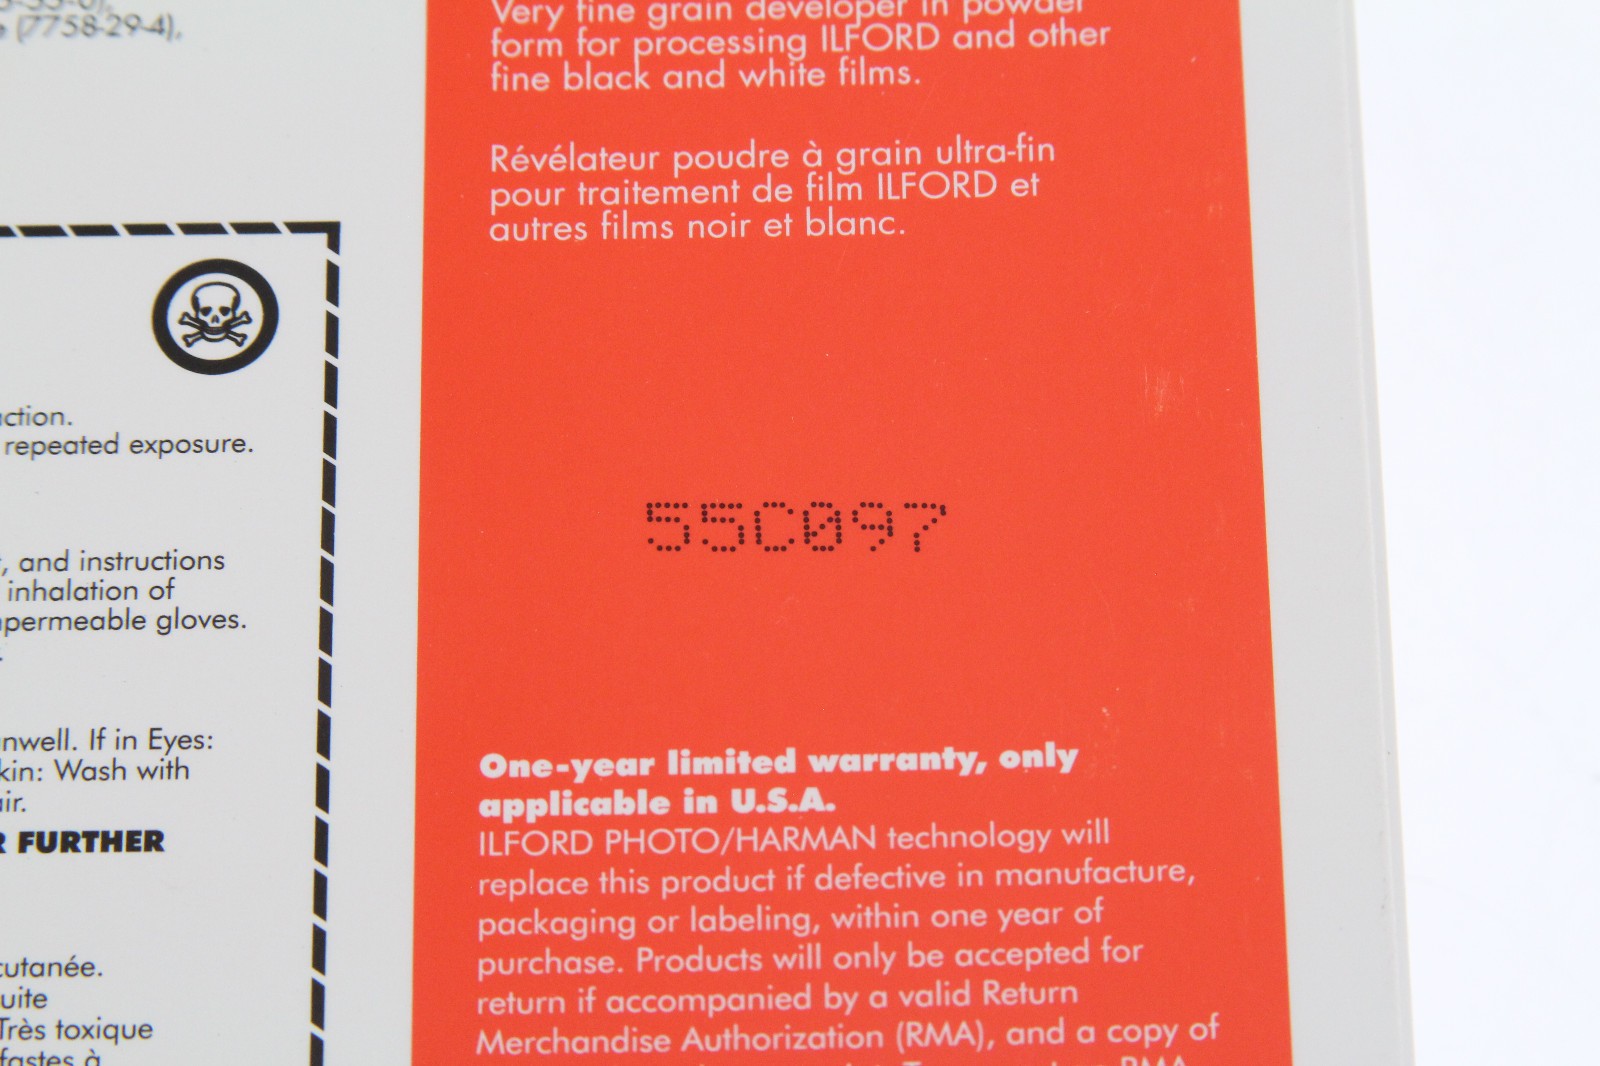 (7758-29-4).
ction.
repeated exposure.
, and instructions
inhalation of
permeable gloves.
nwell. If in Eyes:
kin: Wash with
air.
R FURTHER
cutanée.
uite
Très toxique
fastes à
Very fine grain developer in powder
form for processing ILFORD and other
fine black and white films.
Révélateur poudre à grain ultra-fin
pour traitement de film ILFORD et
autres films noir et blanc.
55C097
One-year limited warranty, only
applicable in U.S.A.
ILFORD PHOTO/HARMAN technology will
replace this product if defective in manufacture,
packaging or labeling, within one year of
purchase. Products will only be accepted for
return if accompanied by a valid Return
Merchandise Authorization (RMA), and a copy of
RMA